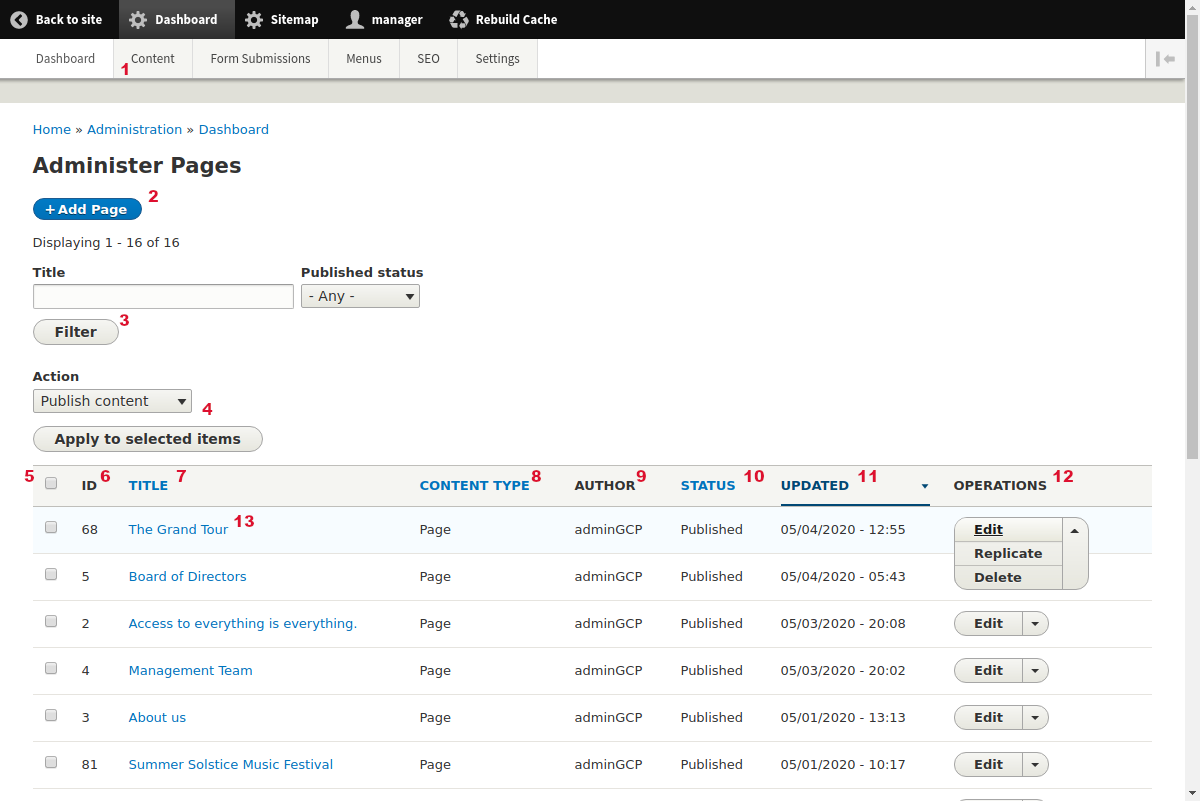 Back to site Dashboard Sitemap manager Rebuild Cache
Dashboard Content Form Submissions Menus SEO Settings
1
Home » Administration » Dashboard
Administer Pages
+ Add Page 2
Displaying 1 - 16 of 16
Title Published status
- Any -
Filter 3
Action
Publish content 4
Apply to selected items
5 ID 6 TITLE 7 CONTENT TYPE 8 AUTHOR 9 STATUS 10 UPDATED 11 OPERATIONS 12
68 The Grand Tour 13 Page adminGCP Published 05/04/2020 - 12:55 Edit
Replicate
5 Board of Directors Page adminGCP Published 05/04/2020 - 05:43 Delete
2 Access to everything is everything. Page adminGCP Published 05/03/2020 - 20:08 Edit
4 Management Team Page adminGCP Published 05/03/2020 - 20:02 Edit
3 About us Page adminGCP Published 05/01/2020 - 13:13 Edit
81 Summer Solstice Music Festival Page adminGCP Published 05/01/2020 - 10:17 Edit